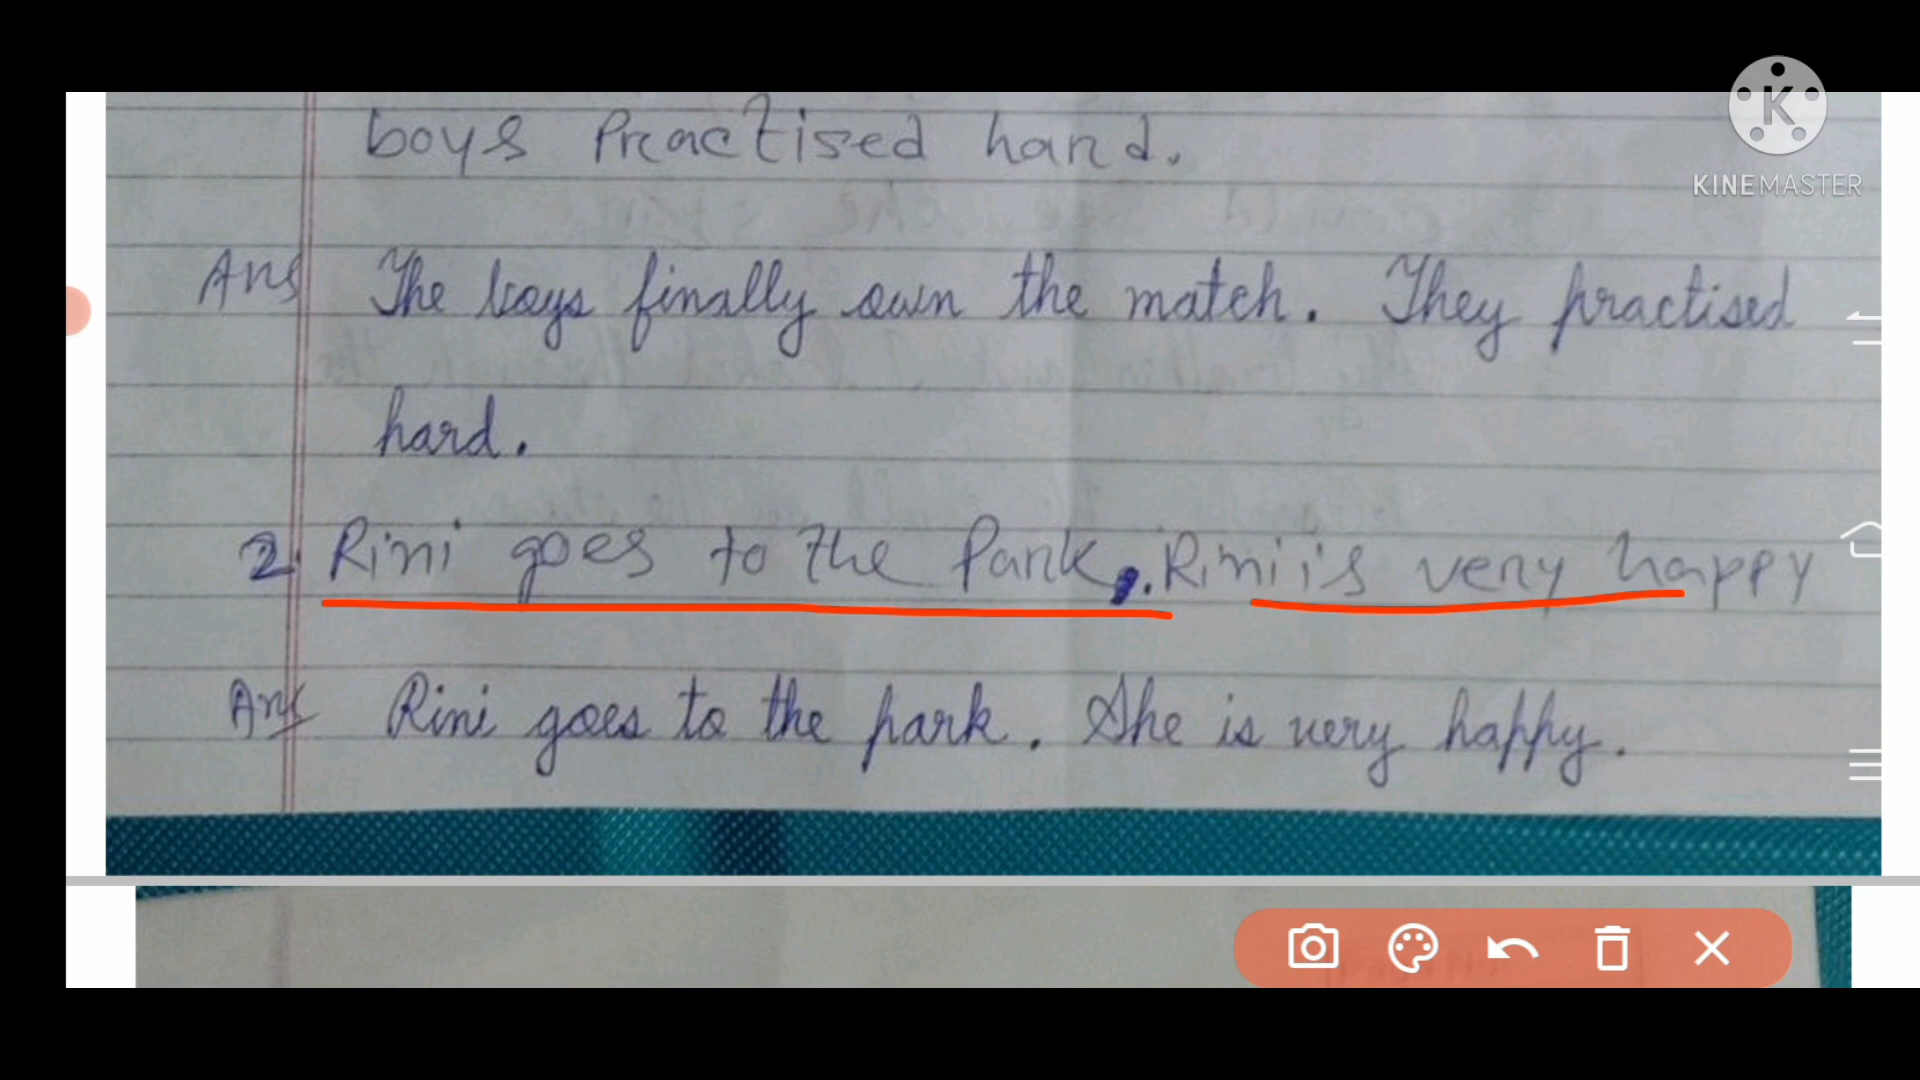 KINEMASTER
boys Practised hard.
Ans The boys finally own the match. They practised
hard.
2. Rini goes to the Park,. Rini is very happy
Ans Rini goes to the park. She is very happy.